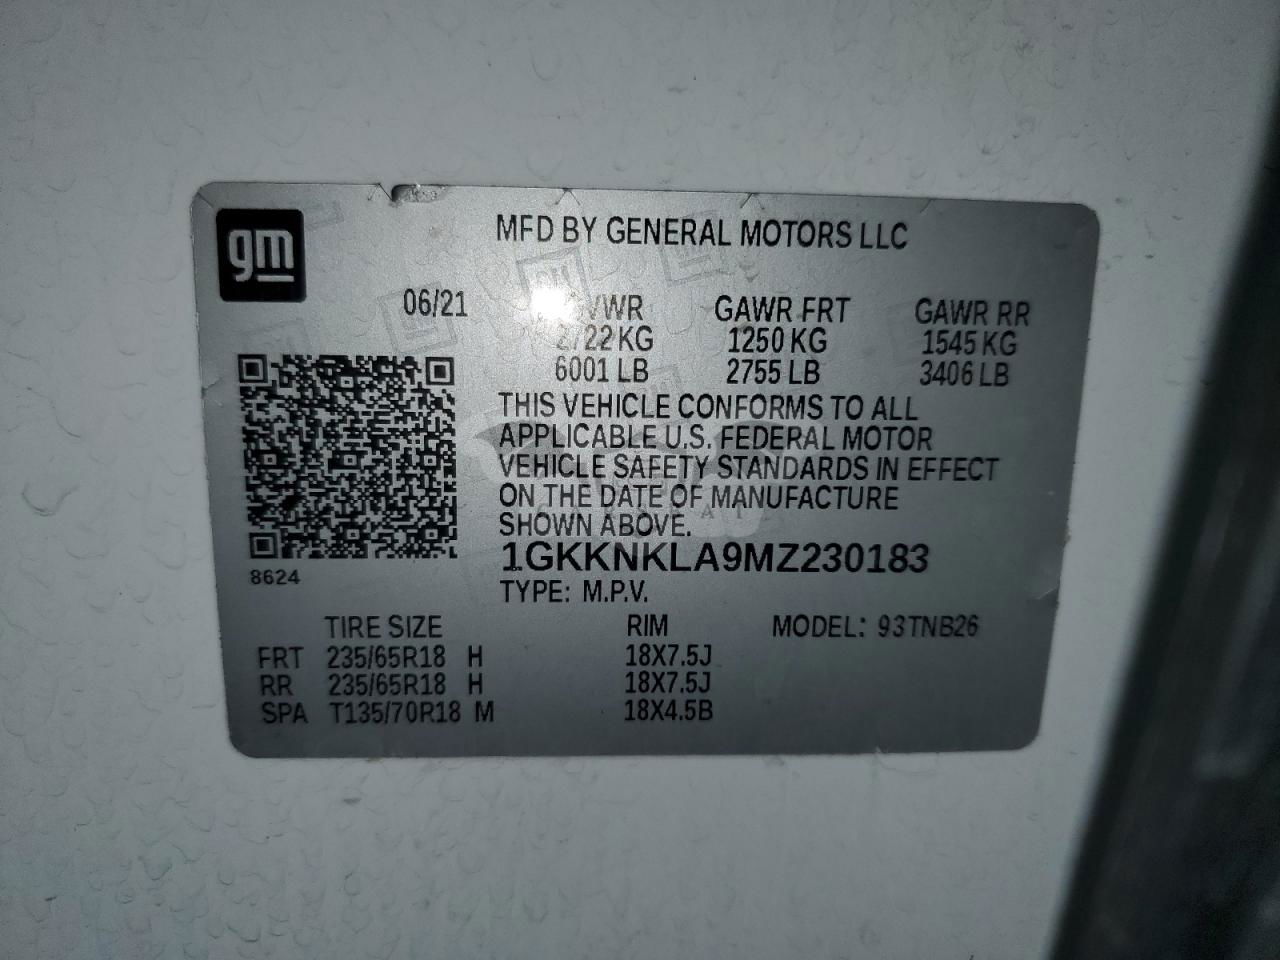 gm
MFD BY GENERAL MOTORS LLC
06/21
GVWR GAWR FRT GAWR RR
2722 KG 1250 KG 1545 KG
6001 LB 2755 LB 3406 LB
THIS VEHICLE CONFORMS TO ALL
APPLICABLE U.S. FEDERAL MOTOR
VEHICLE SAFETY STANDARDS IN EFFECT
ON THE DATE OF MANUFACTURE
SHOWN ABOVE.
1GKKNKLA9MZ230183
8624
TYPE: M.P.V.
TIRE SIZE RIM MODEL: 93TNB26
FRT 235/65R18 H 18X7.5J
RR 235/65R18 H 18X7.5J
SPA T135/70R18 M 18X4.5B